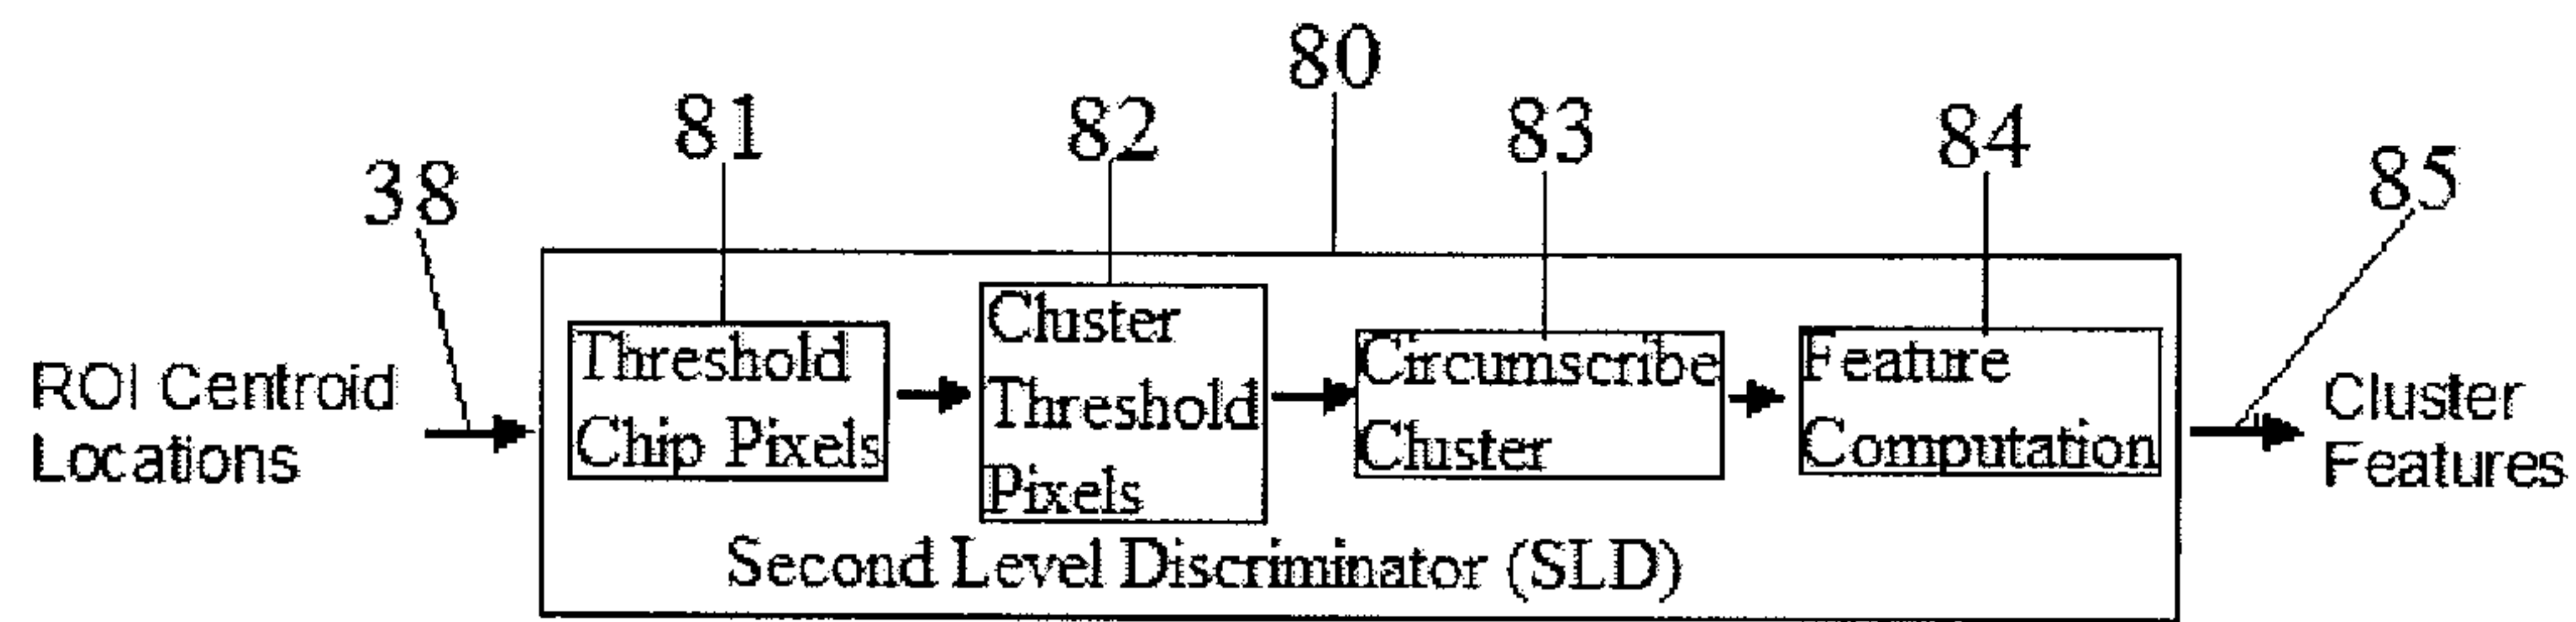 80
81
82
83
84
85
38
ROI Centroid
Locations
Threshold
Chip Pixels
Cluster
Threshold
Pixels
Circumscribe
Cluster
Feature
Computation
Cluster
Features
Second Level Discriminator (SLD)